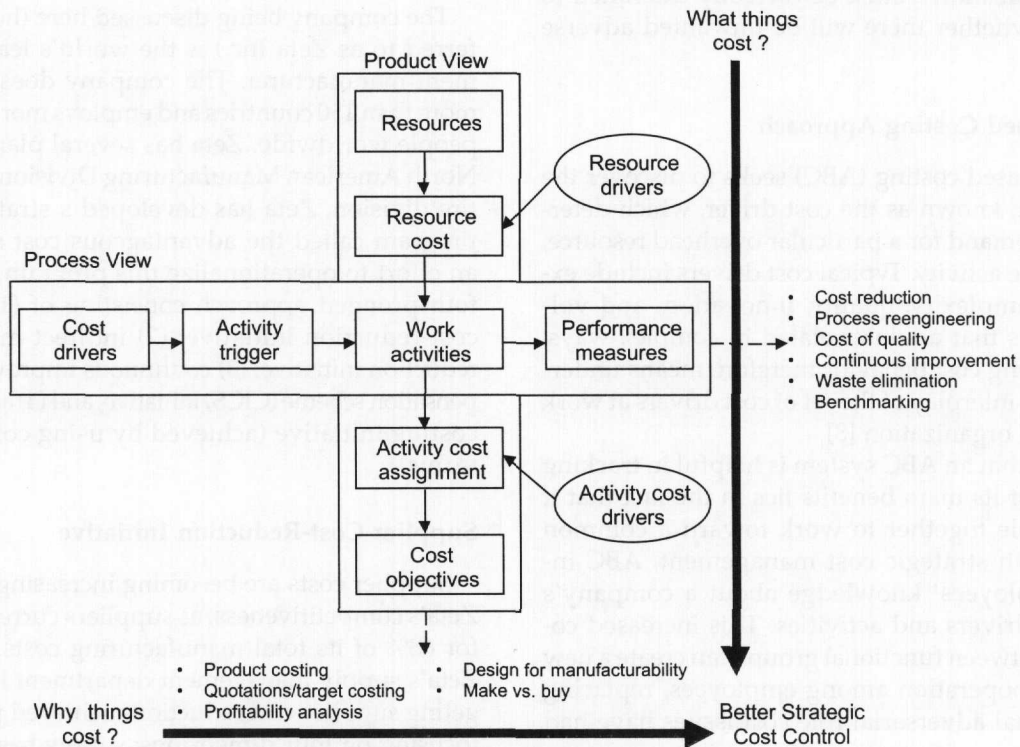 What things
cost ?
Product View
Resources
Resource
drivers
Resource
cost
Process View
Cost
drivers
Activity
trigger
Work
activities
Performance
measures
• Cost reduction
• Process reengineering
• Cost of quality
• Continuous improvement
• Waste elimination
• Benchmarking
Activity cost
assignment
Activity cost
drivers
Cost
objectives
• Product costing
• Quotations/target costing
• Profitability analysis
• Design for manufacturability
• Make vs. buy
Why things
cost ?
Better Strategic
Cost Control